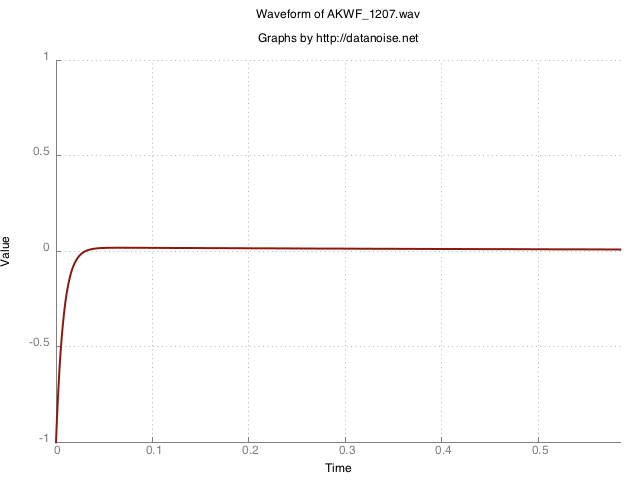 Waveform of AKWF_1207.wav
Graphs by http://datanoise.net
1
0.5
0
-0.5
-1
Value
0 0.1 0.2 0.3 0.4 0.5
Time